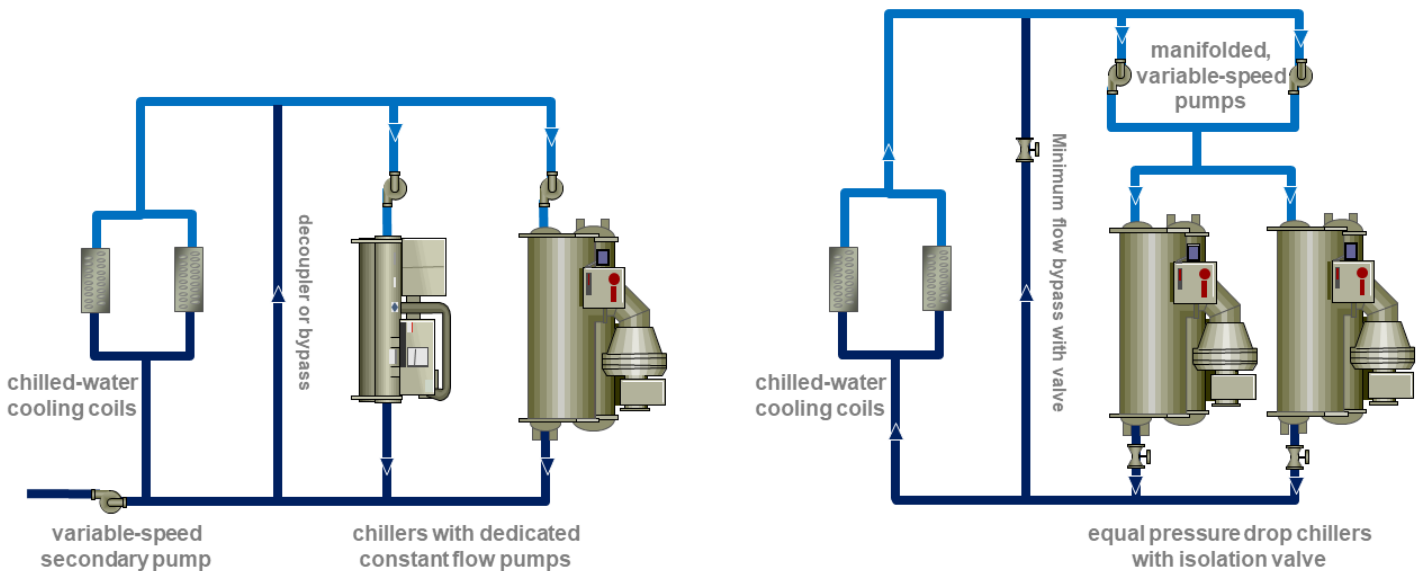 decoupler or bypass
chilled-water
cooling coils
variable-speed
secondary pump
chillers with dedicated
constant flow pumps
manifolded,
variable-speed
pumps
Minimum flow bypass with valve
chilled-water
cooling coils
equal pressure drop chillers
with isolation valve